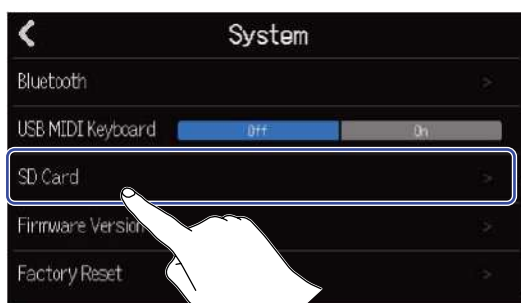 System
Bluetooth
USB MIDI Keyboard Off On
SD Card
Firmware Version
Factory Reset